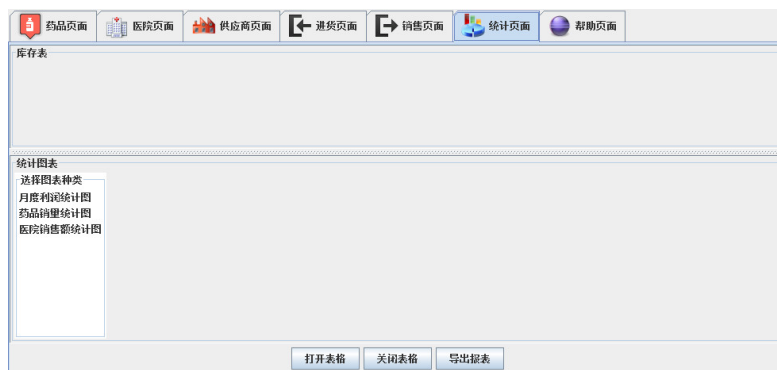 药品页面 医院页面 供应商页面 进货页面 销售页面 统计页面 帮助页面
库存表
统计图表
选择图表种类
月度利润统计图
药品销量统计图
医院销售额统计图
打开表格 关闭表格 导出报表